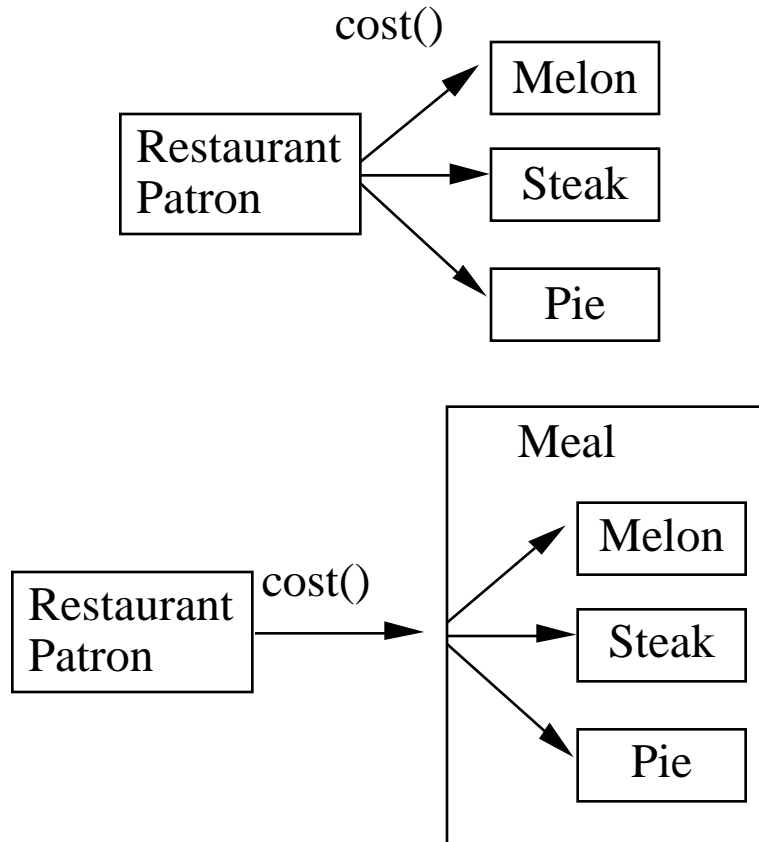 cost()
Melon
Restaurant
Patron
Steak
Pie
Meal
Melon
cost()
Restaurant
Patron
Steak
Pie